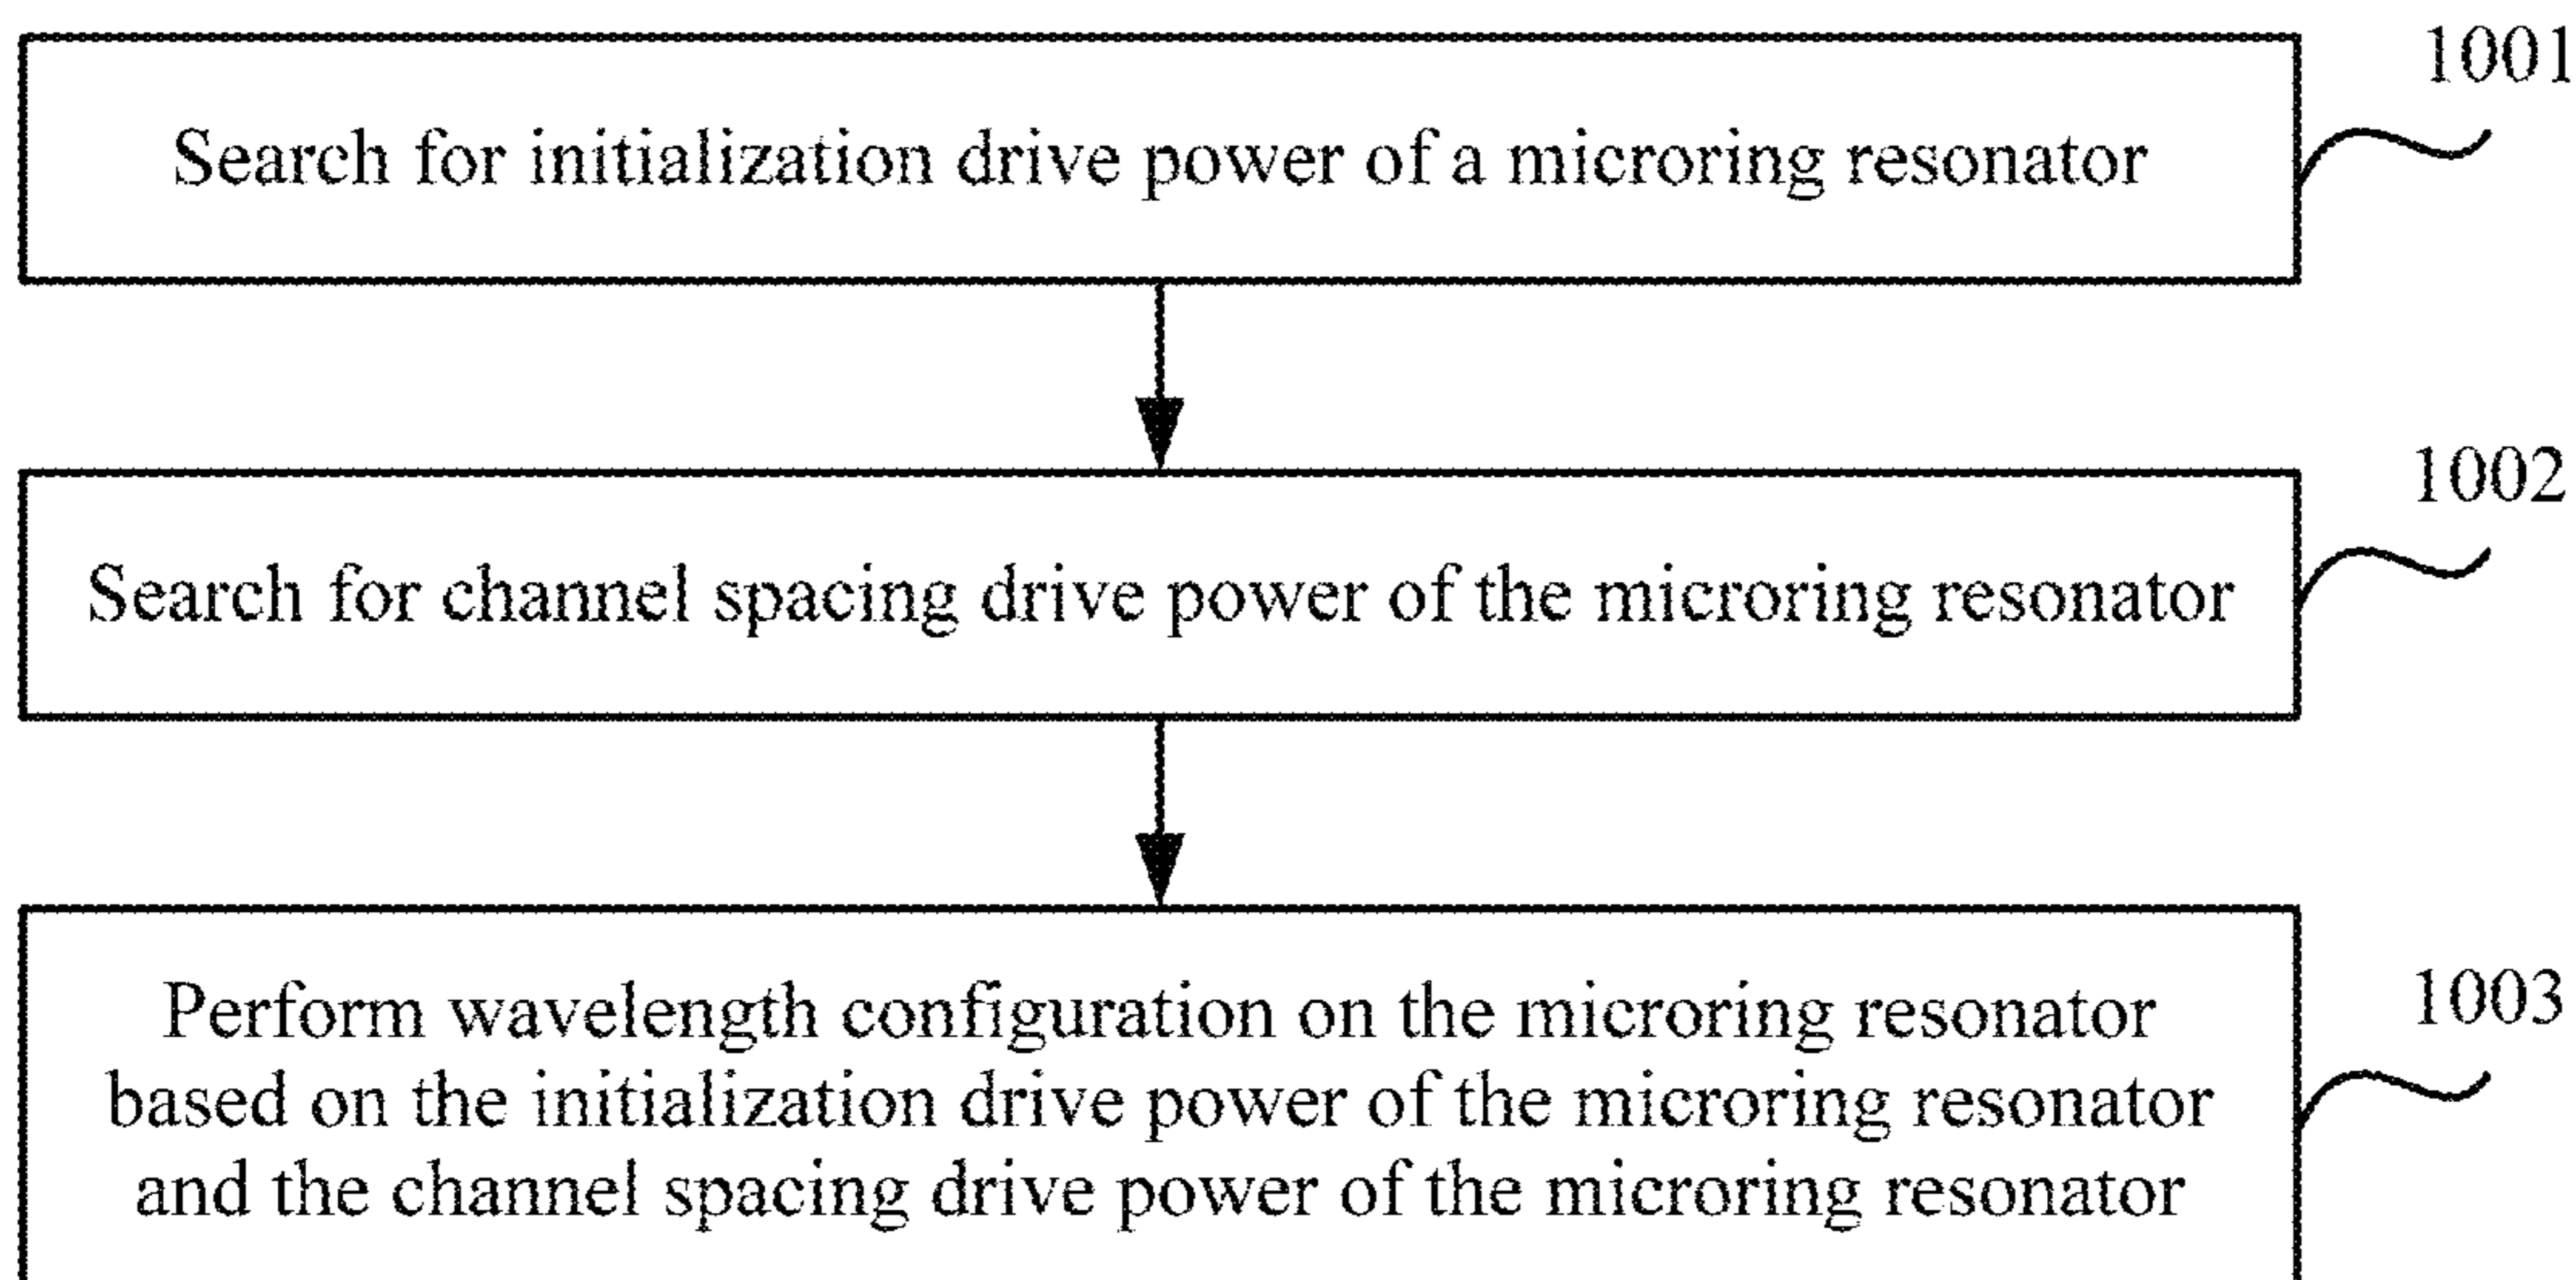 1001
Search for initialization drive power of a microring resonator
1002
Search for channel spacing drive power of the microring resonator
1003
Perform wavelength configuration on the microring resonator
based on the initialization drive power of the microring resonator
and the channel spacing drive power of the microring resonator